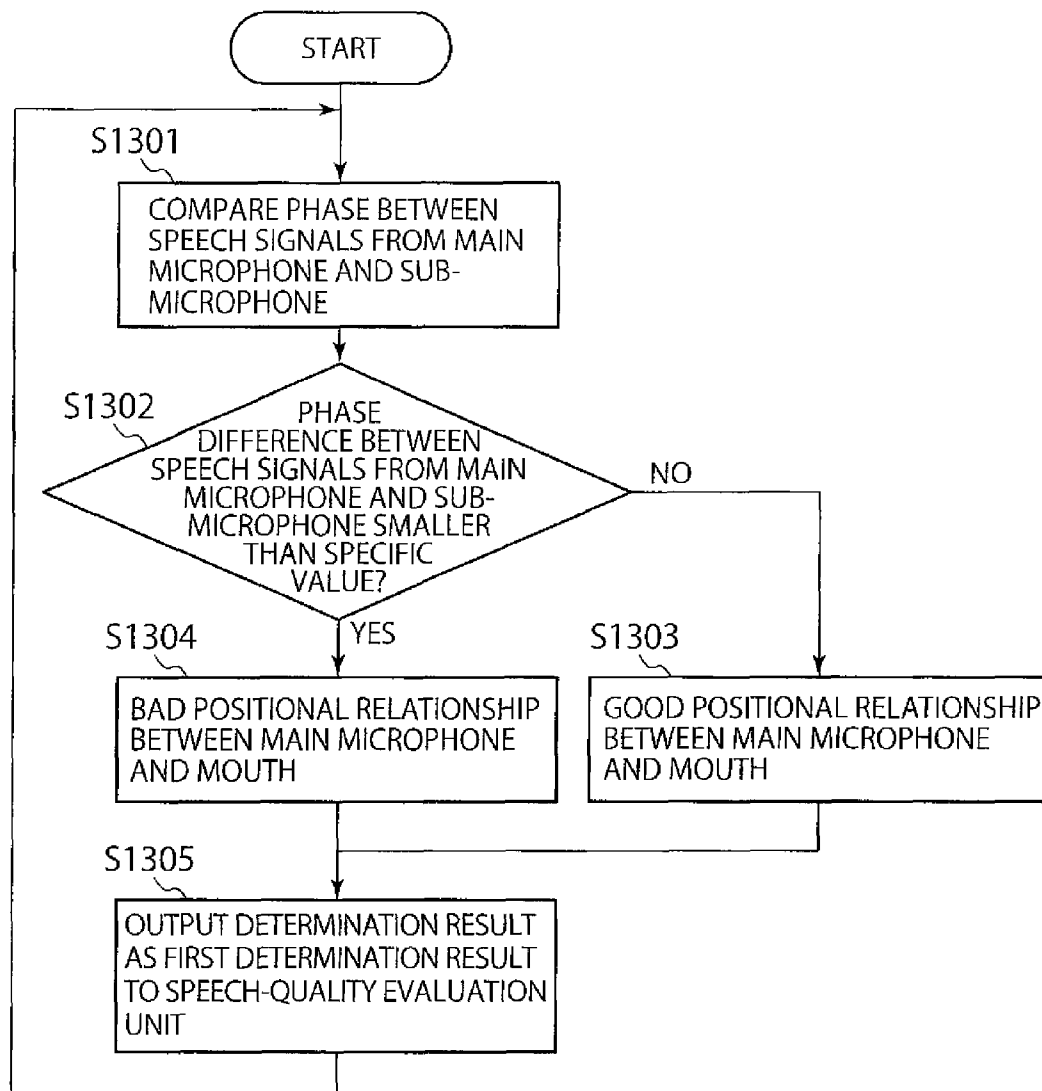 START
S1301
COMPARE PHASE BETWEEN
SPEECH SIGNALS FROM MAIN
MICROPHONE AND SUB-
MICROPHONE
S1302
PHASE
DIFFERENCE BETWEEN
SPEECH SIGNALS FROM MAIN
MICROPHONE AND SUB-
MICROPHONE SMALLER
THAN SPECIFIC
VALUE?
NO
YES
S1304
BAD POSITIONAL RELATIONSHIP
BETWEEN MAIN MICROPHONE
AND MOUTH
S1303
GOOD POSITIONAL RELATIONSHIP
BETWEEN MAIN MICROPHONE
AND MOUTH
S1305
OUTPUT DETERMINATION RESULT
AS FIRST DETERMINATION RESULT
TO SPEECH-QUALITY EVALUATION
UNIT